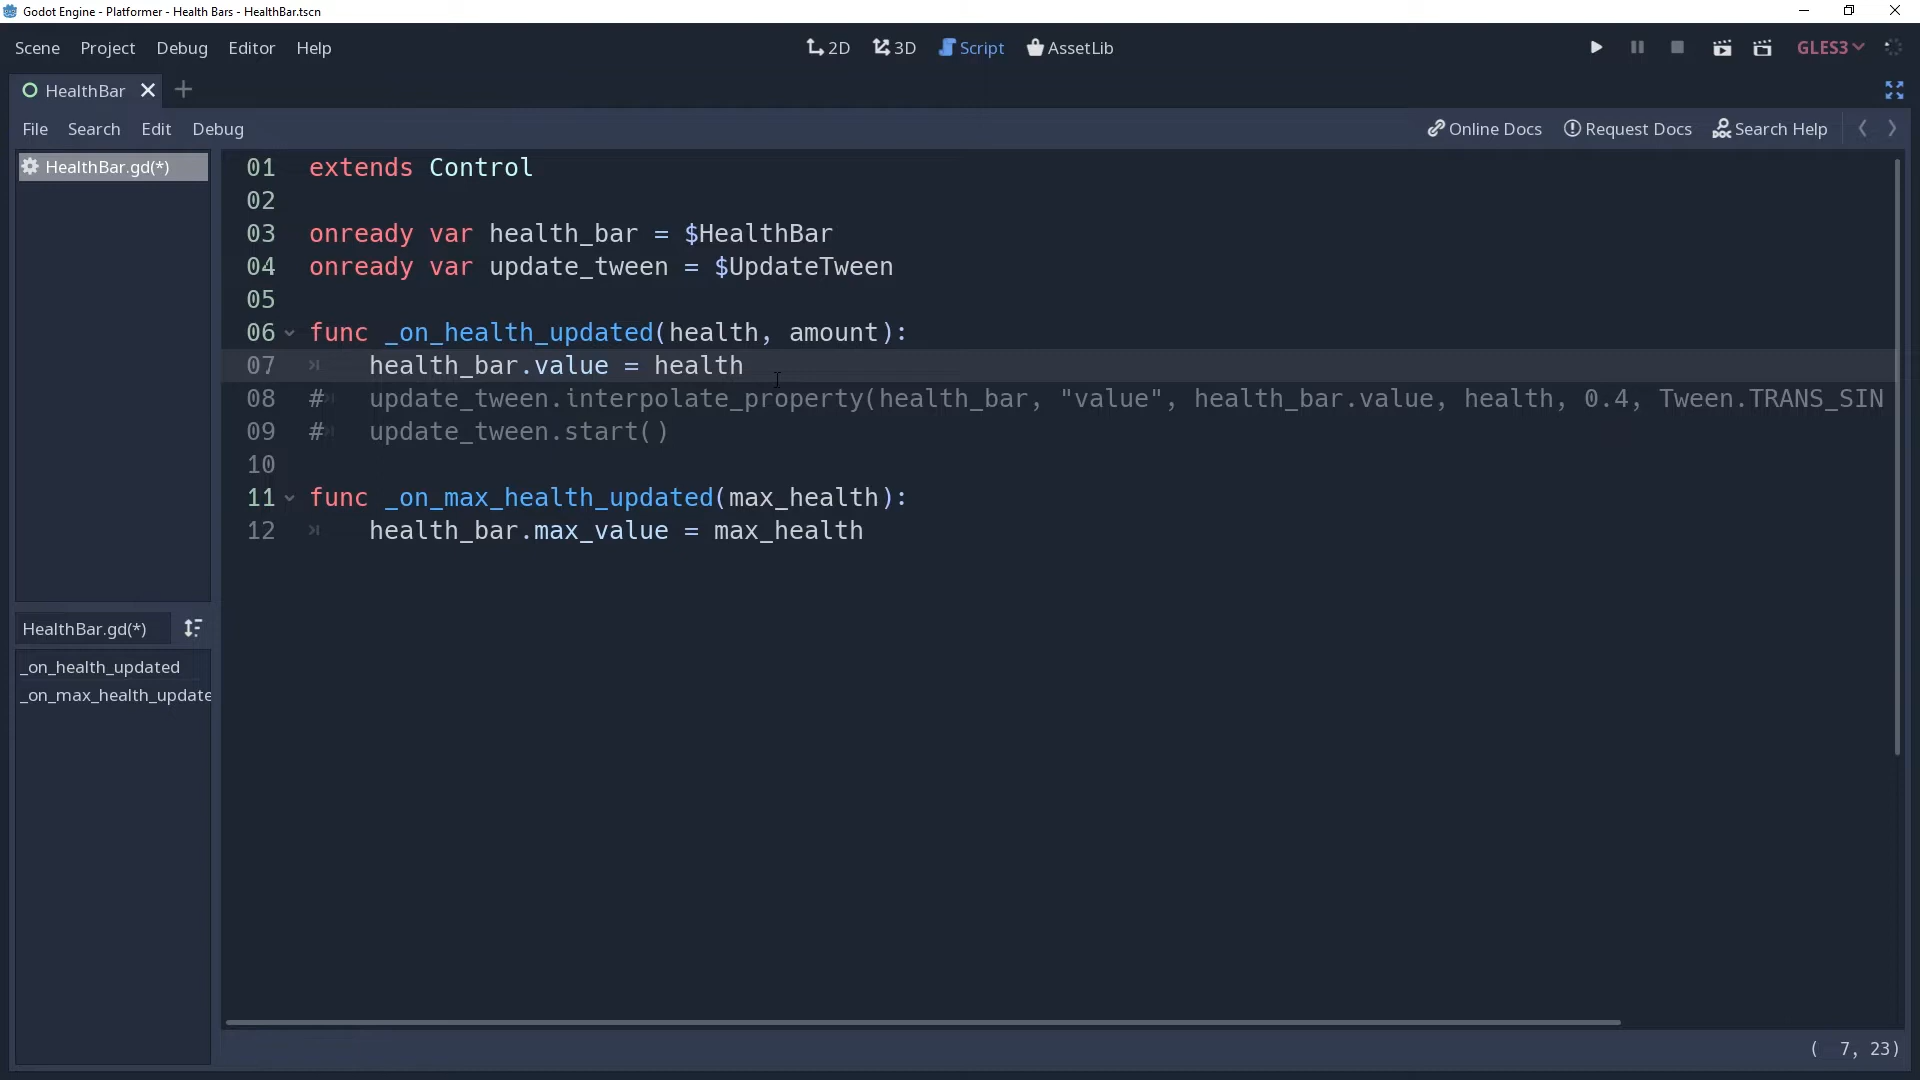 Godot Engine - Platformer - Health Bars - HealthBar.tscn
Scene Project Debug Editor Help 2D 3D Script AssetLib GLES3
HealthBar
File Search Edit Debug Online Docs Request Docs Search Help
HealthBar.gd(*)
01 extends Control
02
03 onready var health_bar = $HealthBar
04 onready var update_tween = $UpdateTween
05
06 func _on_health_updated(health, amount):
07 health_bar.value = health
08 # update_tween.interpolate_property(health_bar, "value", health_bar.value, health, 0.4, Tween.TRANS_SIN
09 # update_tween.start()
10
11 func _on_max_health_updated(max_health):
12 health_bar.max_value = max_health
HealthBar.gd(*)
_on_health_updated
_on_max_health_update
( 7, 23)